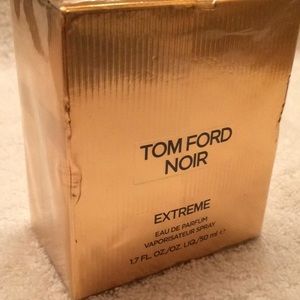 TOM FORD
NOIR
EXTREME
EAU DE PARFUM
VAPORISATEUR SPRAY
1.7 FL. OZ./OZ. LIQ./50 ml ℮